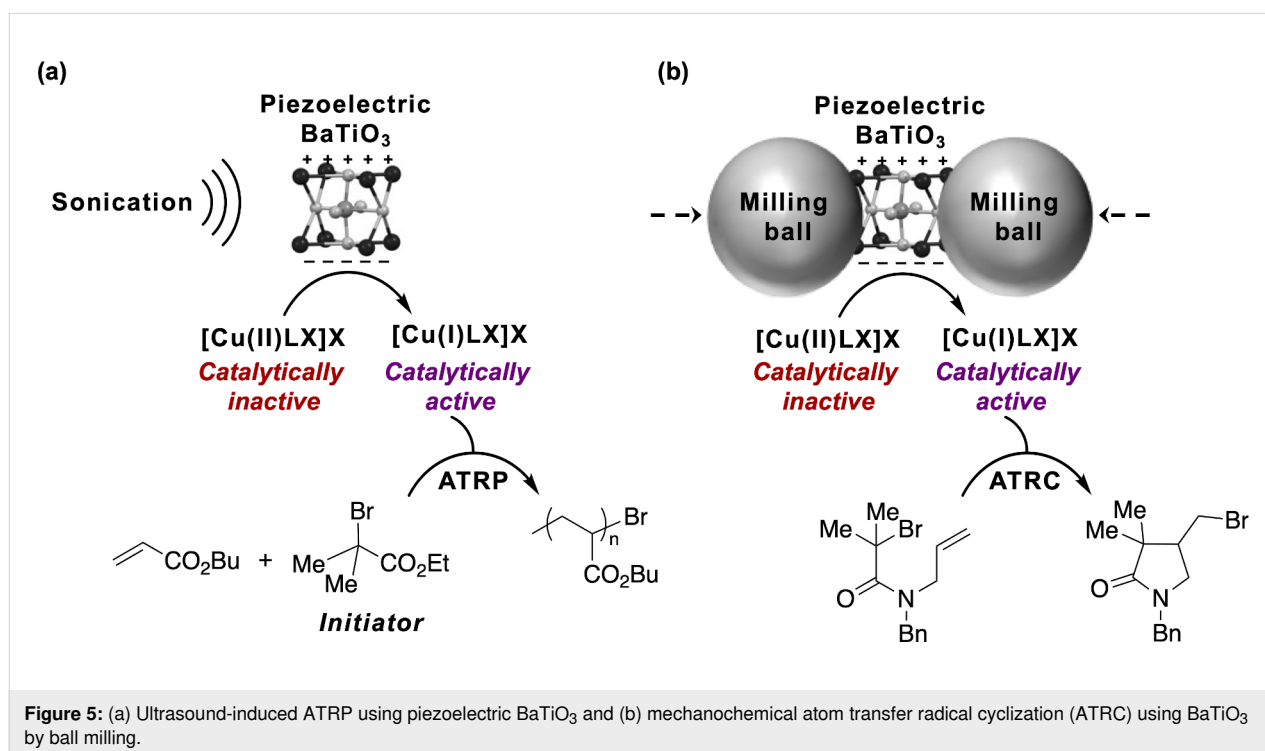 (a)
Piezoelectric
BaTiO₃
+ + + + +
Sonication
– – – – –
[Cu(II)LX]X
[Cu(I)LX]X
Catalytically
inactive
Catalytically
active
ATRP
CO₂Bu
+
Br
Me
Me
CO₂Et
Initiator
Br
n
CO₂Bu
(b)
Piezoelectric
BaTiO₃
+ + + + +
Milling
ball
Milling
ball
– – – – –
[Cu(II)LX]X
[Cu(I)LX]X
Catalytically
inactive
Catalytically
active
ATRC
Me
Me
Br
O
N
Bn
Me
Me
Br
O
N
Bn
Figure 5: (a) Ultrasound-induced ATRP using piezoelectric BaTiO₃ and (b) mechanochemical atom transfer radical cyclization (ATRC) using BaTiO₃
by ball milling.